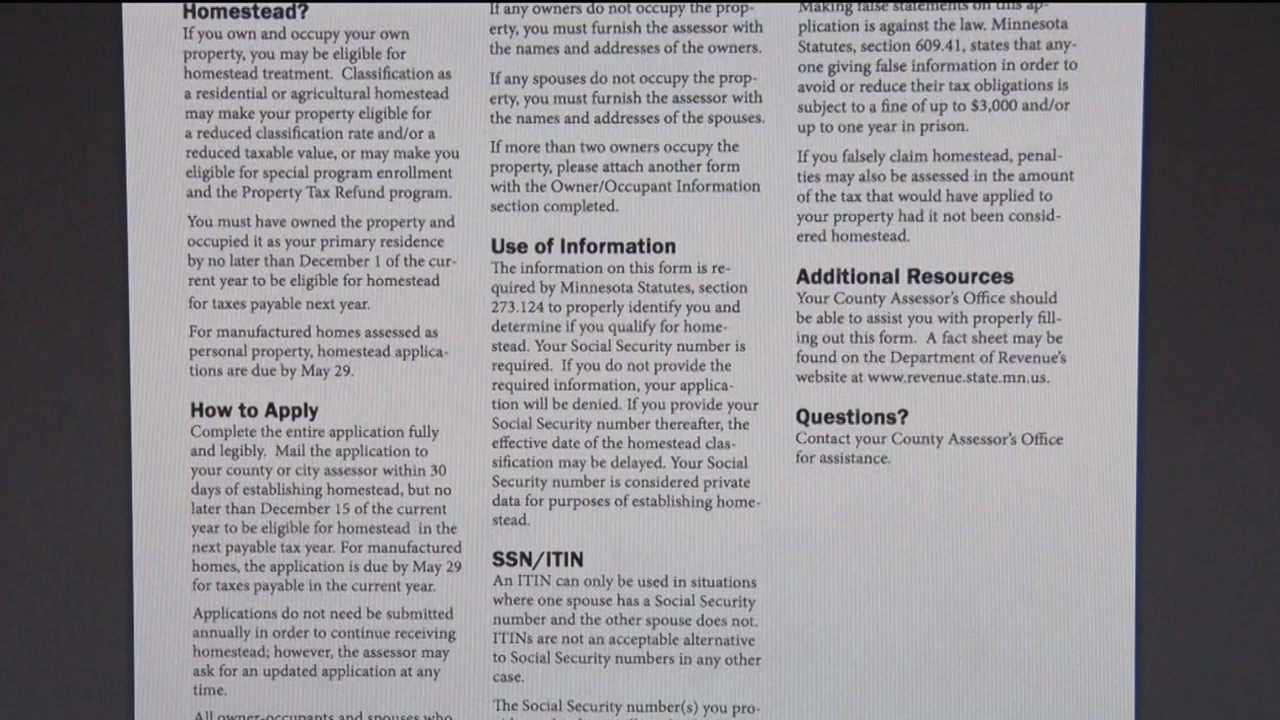 Homestead?
If you own and occupy your own
property, you may be eligible for
homestead treatment. Classification as
a residential or agricultural homestead
may make your property eligible for
a reduced classification rate and/or a
reduced taxable value, or may make you
eligible for special program enrollment
and the Property Tax Refund program.
You must have owned the property and
occupied it as your primary residence
by no later than December 1 of the cur-
rent year to be eligible for homestead
for taxes payable next year.
For manufactured homes assessed as
personal property, homestead applica-
tions are due by May 29.
How to Apply
Complete the entire application fully
and legibly. Mail the application to
your county or city assessor within 30
days of establishing homestead, but no
later than December 15 of the current
year to be eligible for homestead in the
next payable tax year. For manufactured
homes, the application is due by May 29
for taxes payable in the current year.
Applications do not need be submitted
annually in order to continue receiving
homestead; however, the assessor may
ask for an updated application at any
time.
All owner-occupants and spouses who
If any owners do not occupy the prop-
erty, you must furnish the assessor with
the names and addresses of the owners.
If any spouses do not occupy the prop-
erty, you must furnish the assessor with
the names and addresses of the spouses.
If more than two owners occupy the
property, please attach another form
with the Owner/Occupant Information
section completed.
Use of Information
The information on this form is re-
quired by Minnesota Statutes, section
273.124 to properly identify you and
determine if you qualify for home-
stead. Your Social Security number is
required. If you do not provide the
required information, your applica-
tion will be denied. If you provide your
Social Security number thereafter, the
effective date of the homestead clas-
sification may be delayed. Your Social
Security number is considered private
data for purposes of establishing home-
stead.
SSN/ITIN
An ITIN can only be used in situations
where one spouse has a Social Security
number and the other spouse does not.
ITINs are not an acceptable alternative
to Social Security numbers in any other
case.
The Social Security number(s) you pro-
Making false statements on this ap-
plication is against the law. Minnesota
Statutes, section 609.41, states that any-
one giving false information in order to
avoid or reduce their tax obligations is
subject to a fine of up to $3,000 and/or
up to one year in prison.
If you falsely claim homestead, penal-
ties may also be assessed in the amount
of the tax that would have applied to
your property had it not been consid-
ered homestead.
Additional Resources
Your County Assessor's Office should
be able to assist you with properly fill-
ing out this form. A fact sheet may be
found on the Department of Revenue's
website at www.revenue.state.mn.us.
Questions?
Contact your County Assessor's Office
for assistance.